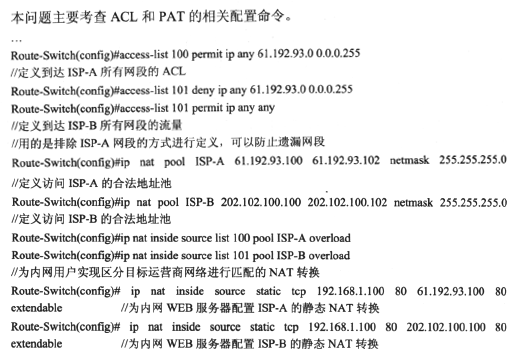 本问题主要考查 ACL 和 PAT 的相关配置命令。
…
Route-Switch(config)#access-list 100 permit ip any 61.192.93.0 0.0.0.255
//定义到达 ISP-A 所有网段的 ACL
Route-Switch(config)#access-list 101 deny ip any 61.192.93.0 0.0.0.255
Route-Switch(config)#access-list 101 permit ip any any
//定义到达 ISP-B 所有网段的流量
//用的是排除 ISP-A 网段的方式进行定义，可以防止遗漏网段
Route-Switch(config)#ip nat pool ISP-A 61.192.93.100 61.192.93.102 netmask 255.255.255.0
//定义访问 ISP-A 的合法地址池
Route-Switch(config)#ip nat pool ISP-B 202.102.100.100 202.102.100.102 netmask 255.255.255.0
//定义访问 ISP-B 的合法地址池
Route-Switch(config)#ip nat inside source list 100 pool ISP-A overload
Route-Switch(config)#ip nat inside source list 101 pool ISP-B overload
//为内网用户实现区分目标运营商网络进行匹配的 NAT 转换
Route-Switch(config)# ip nat inside source static tcp 192.168.1.100 80 61.192.93.100 80
extendable //为内网 WEB 服务器配置 ISP-A 的静态 NAT 转换
Route-Switch(config)# ip nat inside source static tcp 192.168.1.100 80 202.102.100.100 80
extendable //为内网 WEB 服务器配置 ISP-B 的静态 NAT 转换